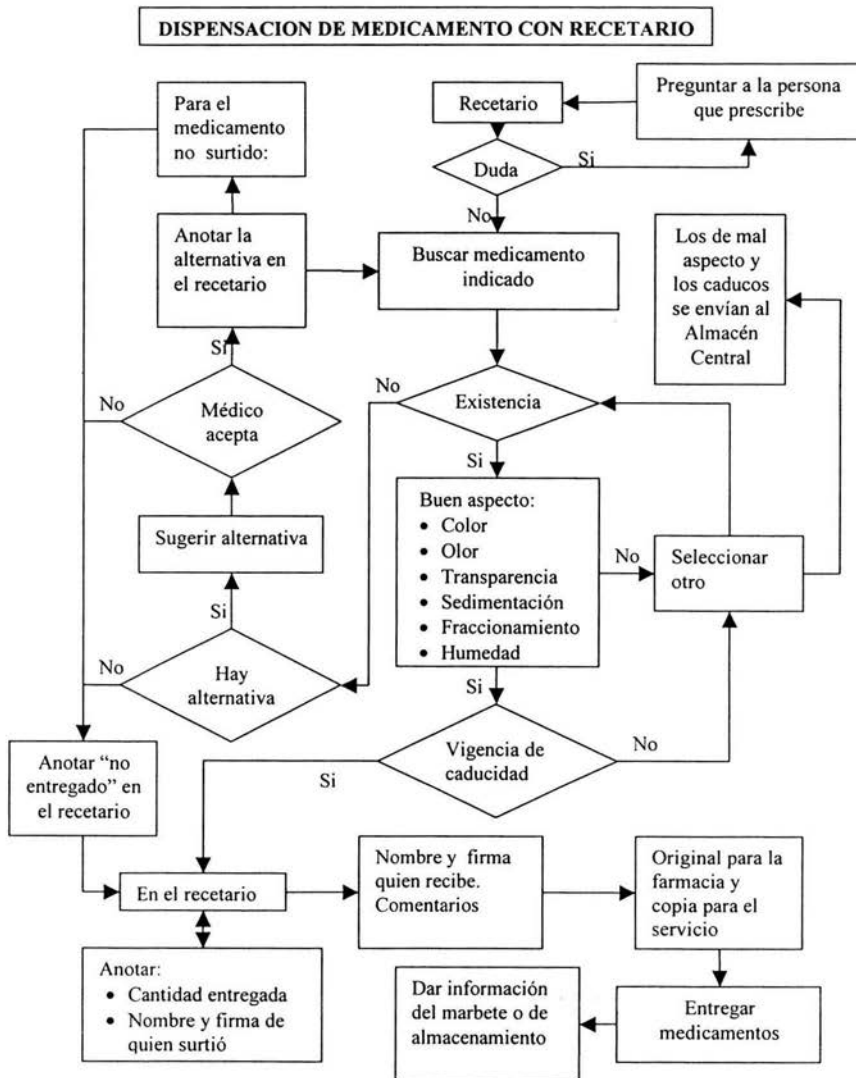 DISPENSACION DE MEDICAMENTO CON RECETARIO
Para el
medicamento
no surtido:
Recetario
Preguntar a la persona
que prescribe
Duda
Si
No
Anotar la
alternativa en
el recetario
Buscar medicamento
indicado
Los de mal
aspecto y
los caducos
se envían al
Almacén
Central
Si
No
Médico
acepta
No
Existencia
Si
Buen aspecto:
• Color
• Olor
• Transparencia
• Sedimentación
• Fraccionamiento
• Humedad
No
Seleccionar
otro
Sugerir alternativa
Si
No
Hay
alternativa
Si
Vigencia de
caducidad
No
Si
Anotar “no
entregado” en
el recetario
En el recetario
Nombre y firma
quien recibe.
Comentarios
Original para la
farmacia y
copia para el
servicio
Anotar:
• Cantidad entregada
• Nombre y firma de
quien surtió
Dar información
del marbete o de
almacenamiento
Entregar
medicamentos